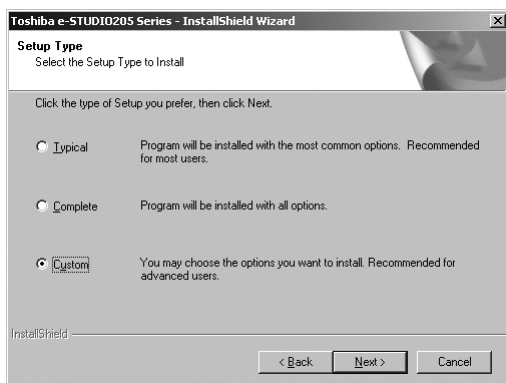 Toshiba e-STUDIO205 Series - InstallShield Wizard
Setup Type
Select the Setup Type to Install
Click the type of Setup you prefer, then click Next.
Typical
Program will be installed with the most common options. Recommended
for most users.
Complete
Program will be installed with all options.
Custom
You may choose the options you want to install. Recommended for
advanced users.
InstallShield
< Back
Next >
Cancel